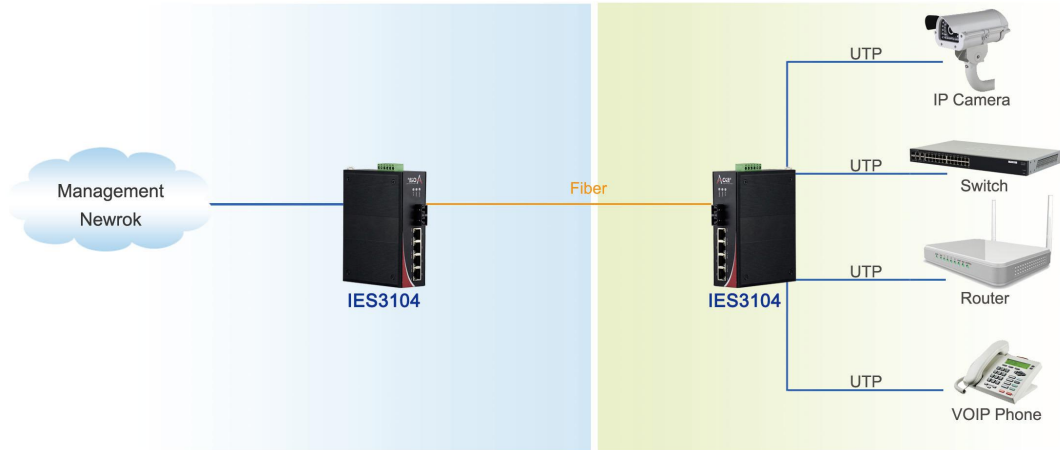 Management
Newrok
IES3104
Fiber
IES3104
UTP
IP Camera
UTP
Switch
UTP
Router
UTP
VOIP Phone